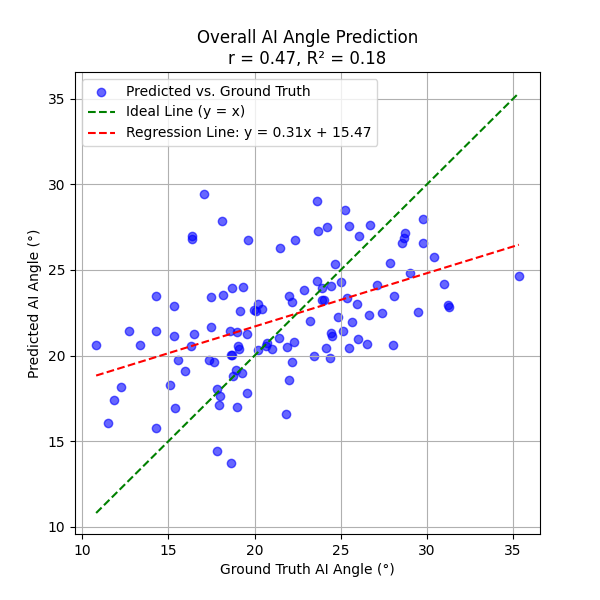 Overall AI Angle Prediction
r = 0.47, R² = 0.18
Predicted vs. Ground Truth
Ideal Line (y = x)
Regression Line: y = 0.31x + 15.47
Predicted AI Angle (°)
35
30
25
20
15
10
10 15 20 25 30 35
Ground Truth AI Angle (°)